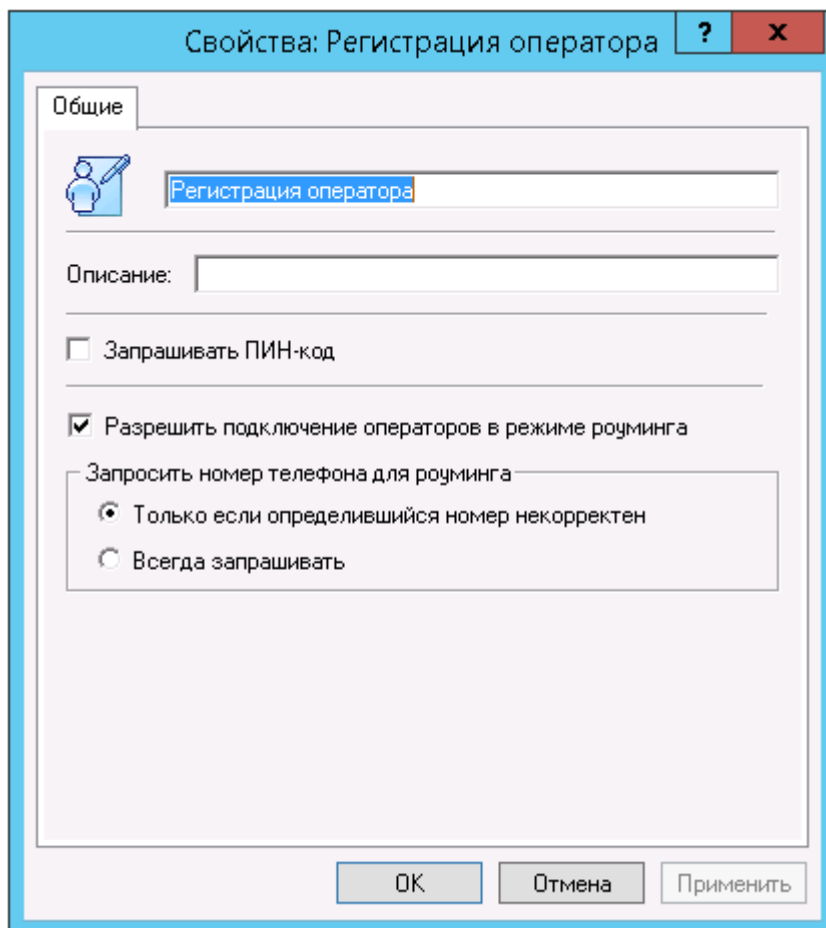 Свойства: Регистрация оператора ? x
Общие
Регистрация оператора
Описание:
Запрашивать ПИН-код
Разрешить подключение операторов в режиме роуминга
Запросить номер телефона для роуминга
Только если определившийся номер некорректен
Всегда запрашивать
OK Отмена Применить